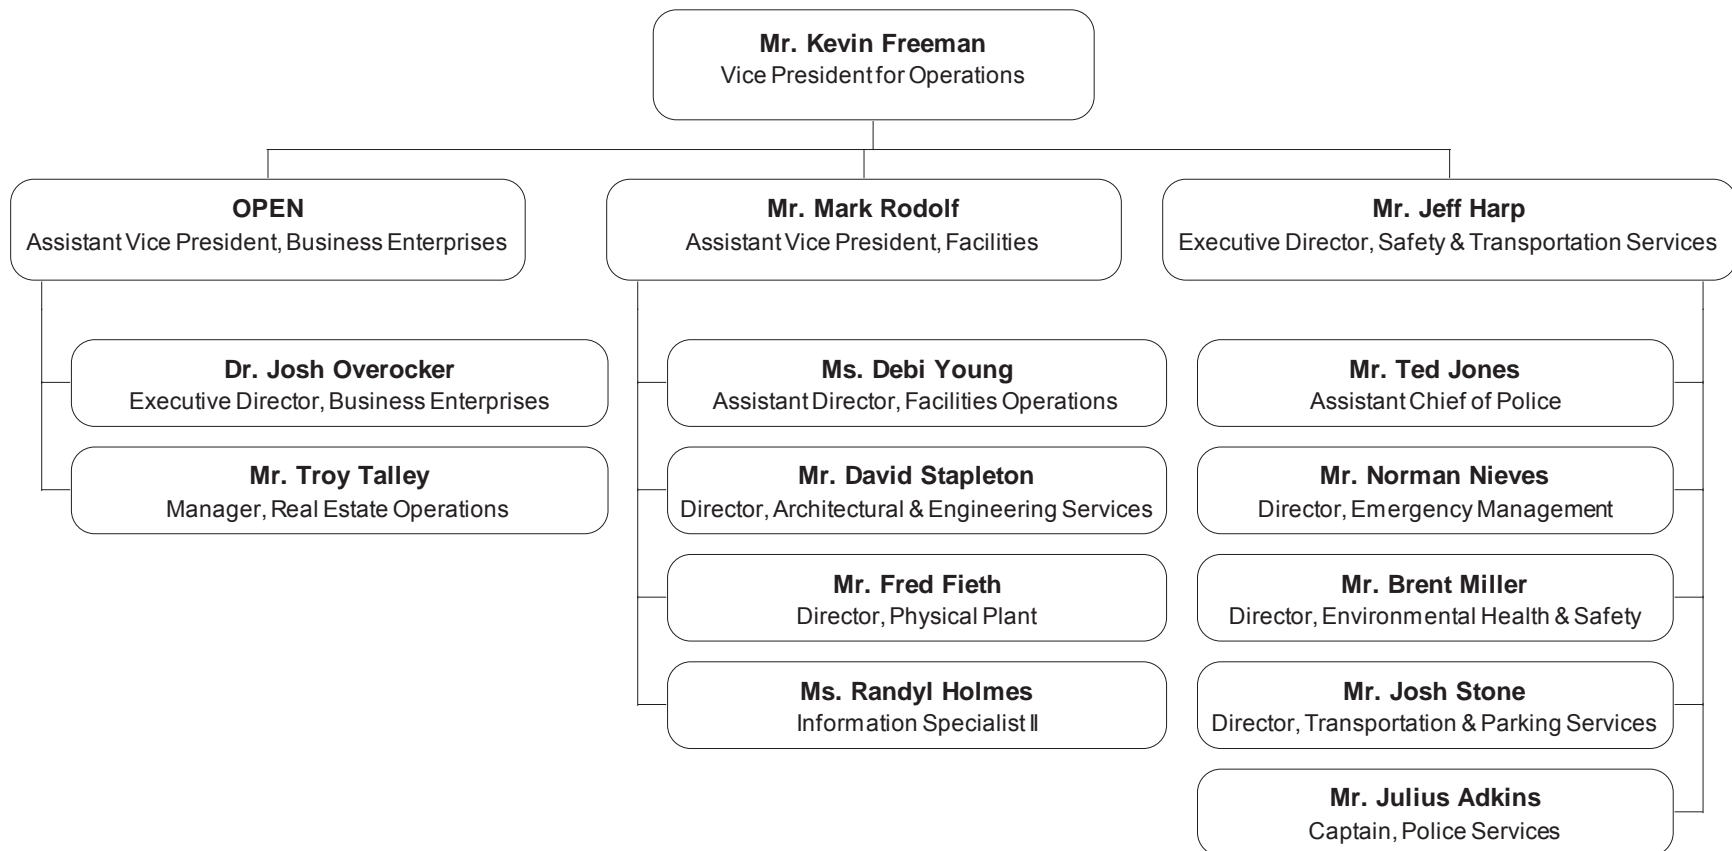 Mr. Kevin Freeman
Vice President for Operations
OPEN
Assistant Vice President, Business Enterprises
Mr. Mark Rodolf
Assistant Vice President, Facilities
Mr. Jeff Harp
Executive Director, Safety & Transportation Services
Dr. Josh Overocker
Executive Director, Business Enterprises
Mr. Troy Talley
Manager, Real Estate Operations
Ms. Debi Young
Assistant Director, Facilities Operations
Mr. David Stapleton
Director, Architectural & Engineering Services
Mr. Fred Fieth
Director, Physical Plant
Ms. Randyl Holmes
Information Specialist II
Mr. Ted Jones
Assistant Chief of Police
Mr. Norman Nieves
Director, Emergency Management
Mr. Brent Miller
Director, Environmental Health & Safety
Mr. Josh Stone
Director, Transportation & Parking Services
Mr. Julius Adkins
Captain, Police Services